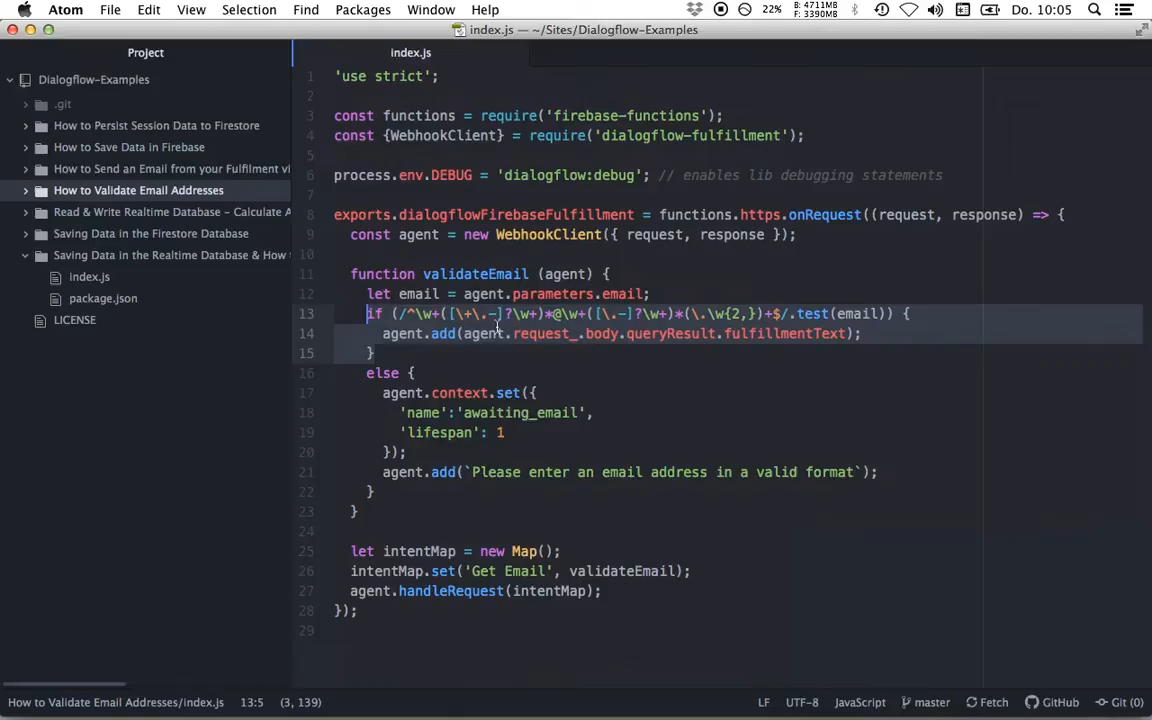 Atom File Edit View Selection Find Packages Window Help 22% B: 4711MB F: 3390MB Do. 10:05
index.js — ~/Sites/Dialogflow-Examples
Project
index.js
Dialogflow-Examples
.git
How to Persist Session Data to Firestore
How to Save Data in Firebase
How to Send an Email from your Fulfilment vi
How to Validate Email Addresses
Read & Write Realtime Database - Calculate A
Saving Data in the Firestore Database
Saving Data in the Realtime Database & How t
index.js
package.json
LICENSE
1 'use strict';
2
3 const functions = require('firebase-functions');
4 const {WebhookClient} = require('dialogflow-fulfillment');
5
6 process.env.DEBUG = 'dialogflow:debug'; // enables lib debugging statements
7
8 exports.dialogflowFirebaseFulfillment = functions.https.onRequest((request, response) => {
9 const agent = new WebhookClient({ request, response });
10
11 function validateEmail (agent) {
12 let email = agent.parameters.email;
13 if (/^\w+([\+\.-]?\w+)*@\w+([\.-]?\w+)*(\.\w{2,})+$/.test(email)) {
14 agent.add(agent.request_.body.queryResult.fulfillmentText);
15 }
16 else {
17 agent.context.set({
18 'name':'awaiting_email',
19 'lifespan': 1
20 });
21 agent.add(`Please enter an email address in a valid format`);
22 }
23 }
24
25 let intentMap = new Map();
26 intentMap.set('Get Email', validateEmail);
27 agent.handleRequest(intentMap);
28 });
29
How to Validate Email Addresses/index.js 13:5 (3, 139) LF UTF-8 JavaScript master Fetch GitHub Git (0)